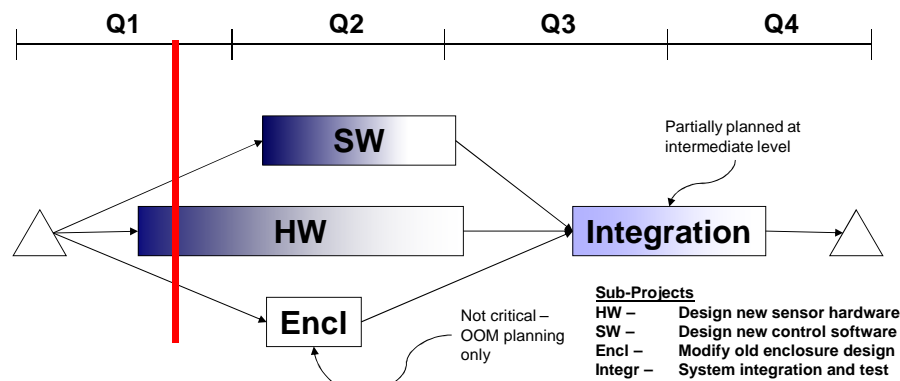 Q1 Q2 Q3 Q4
SW
Partially planned at
intermediate level
HW
Integration
Encl
Not critical –
OOM planning
only
Sub-Projects
HW – Design new sensor hardware
SW – Design new control software
Encl – Modify old enclosure design
Integr – System integration and test